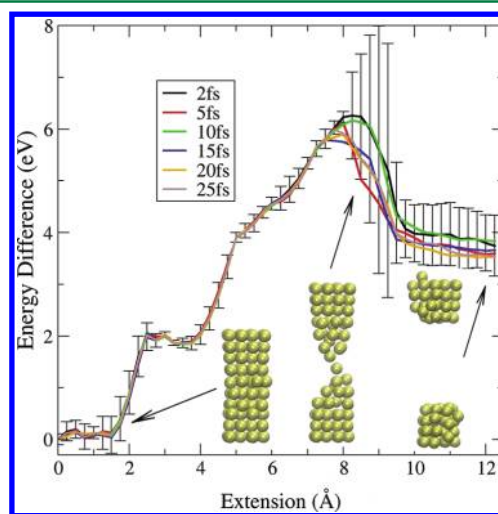 8
6
4
2
0
Energy Difference (eV)
2fs
5fs
10fs
15fs
20fs
25fs
0 2 4 6 8 10 12
Extension (Å)